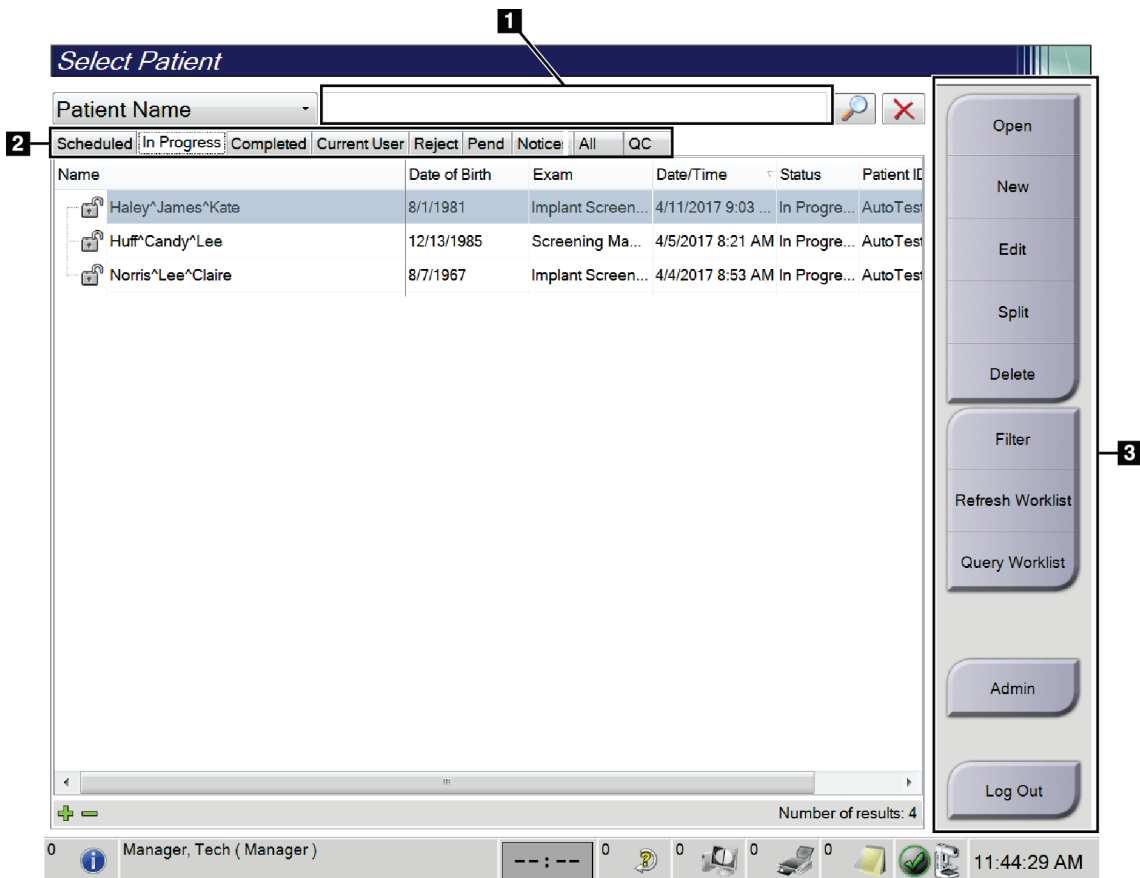 1
Select Patient
Patient Name
2
Scheduled In Progress Completed Current User Reject Pend Notice All QC
Name Date of Birth Exam Date/Time Status Patient ID
Haley^James^Kate 8/1/1981 Implant Screen... 4/11/2017 9:03 ... In Progre... AutoTest
Huff^Candy^Lee 12/13/1985 Screening Ma... 4/5/2017 8:21 AM In Progre... AutoTest
Norris^Lee^Claire 8/7/1967 Implant Screen... 4/4/2017 8:53 AM In Progre... AutoTest
Open
New
Edit
Split
Delete
Filter
3
Refresh Worklist
Query Worklist
Admin
Log Out
Number of results: 4
0 Manager, Tech ( Manager ) --:-- 0 0 0 0 11:44:29 AM